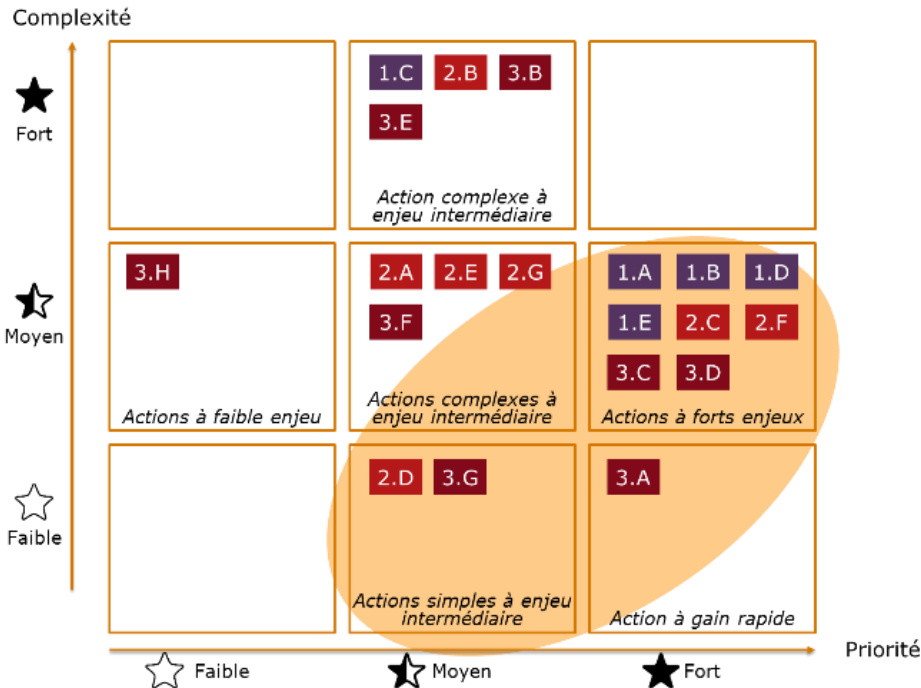 Complexité
Fort
1.C 2.B 3.B
3.E
Action complexe à
enjeu intermédiaire
Moyen
3.H
Actions à faible enjeu
2.A 2.E 2.G
3.F
Actions complexes à
enjeu intermédiaire
1.A 1.B 1.D
1.E 2.C 2.F
3.C 3.D
Actions à forts enjeux
Faible
2.D 3.G
Actions simples à enjeu
intermédiaire
3.A
Action à gain rapide
Priorité
Faible Moyen Fort